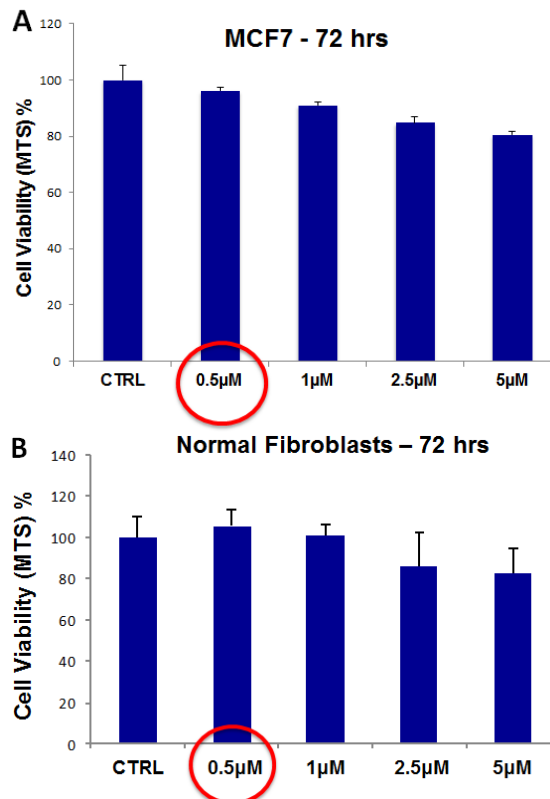 A
MCF7 - 72 hrs
Cell Viability (MTS) %
120
100
80
60
40
20
0
CTRL 0.5µM 1µM 2.5µM 5µM
B
Normal Fibroblasts – 72 hrs
Cell Viability (MTS) %
140
120
100
80
60
40
20
0
CTRL 0.5µM 1µM 2.5µM 5µM